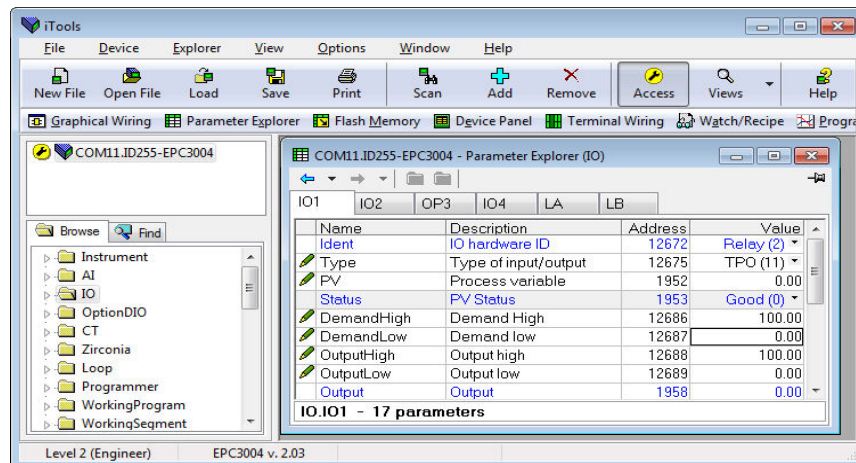 iTools
File Device Explorer View Options Window Help
New File Open File Load Save Print Scan Add Remove Access Views Help
Graphical Wiring Parameter Explorer Flash Memory Device Panel Terminal Wiring Watch/Recipe Progra
COM11.ID255-EPC3004
Browse Find
Instrument
AI
IO
OptionDIO
CT
Zirconia
Loop
Programmer
WorkingProgram
WorkingSegment
COM11.ID255-EPC3004 - Parameter Explorer (IO)
IO1 IO2 OP3 IO4 LA LB
Name Description Address Value
Ident IO hardware ID 12672 Relay (2)
Type Type of input/output 12675 TPO (11)
PV Process variable 1952 0.00
Status PV Status 1953 Good (0)
DemandHigh Demand High 12686 100.00
DemandLow Demand low 12687 0.00
OutputHigh Output high 12688 100.00
OutputLow Output low 12689 0.00
Output Output 1958 0.00
IO.IO1 - 17 parameters
Level 2 (Engineer) EPC3004 v. 2.03